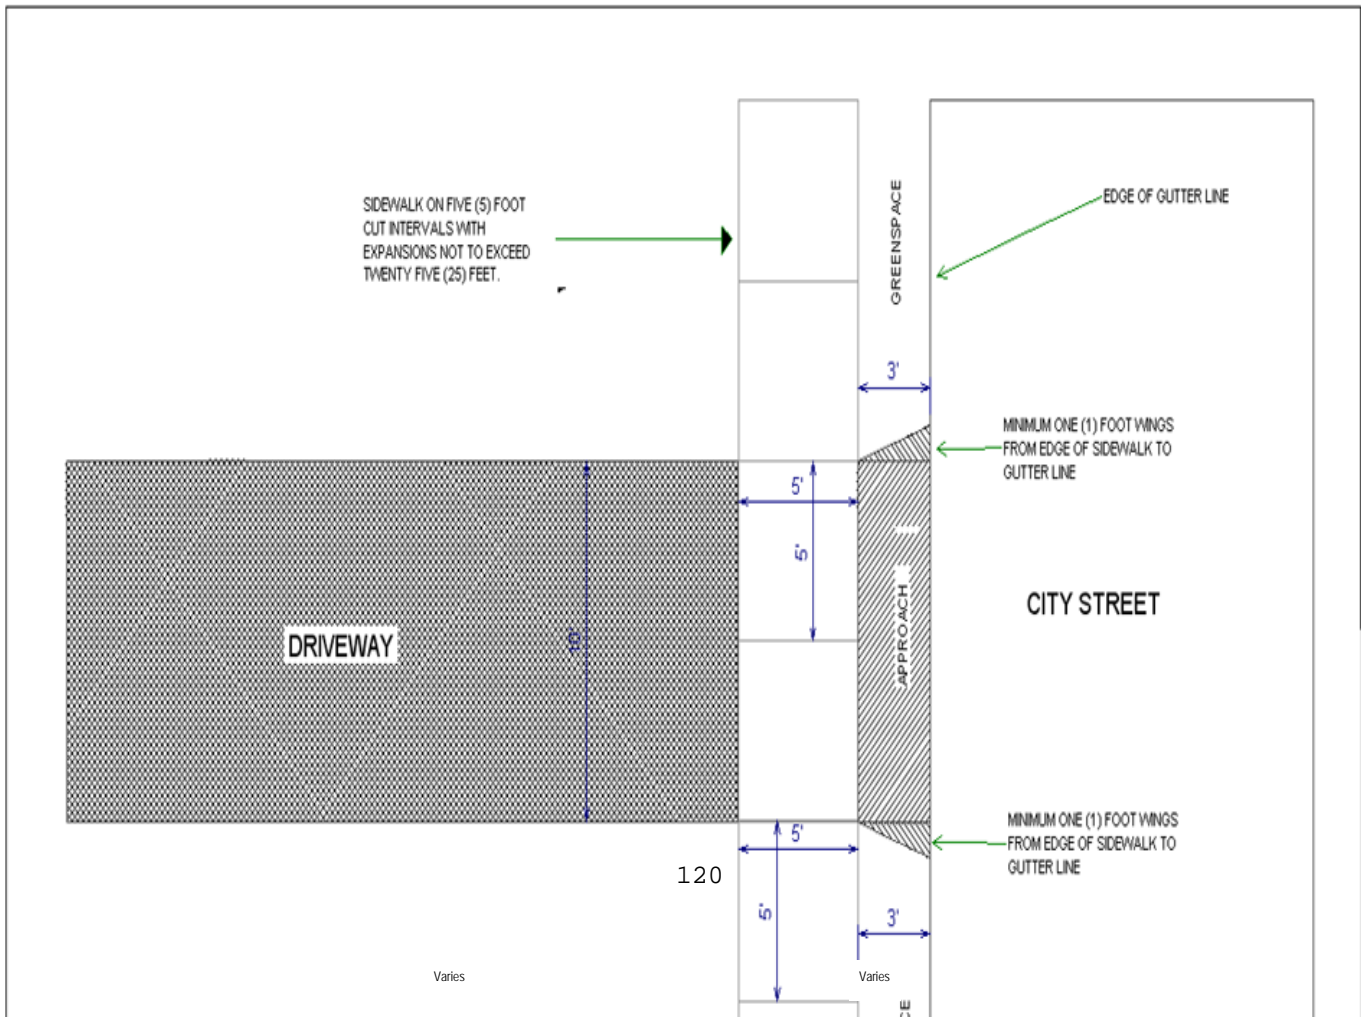 SIDEWALK ON FIVE (5) FOOT
CUT INTERVALS WITH
EXPANSIONS NOT TO EXCEED
TWENTY FIVE (25) FEET.
GREENSPACE
EDGE OF GUTTER LINE
3'
MINIMUM ONE (1) FOOT WINGS
FROM EDGE OF SIDEWALK TO
GUTTER LINE
5'
5'
10'
DRIVEWAY
APPROACH
CITY STREET
MINIMUM ONE (1) FOOT WINGS
FROM EDGE OF SIDEWALK TO
GUTTER LINE
5'
120
5'
3'
Varies
Varies
CE